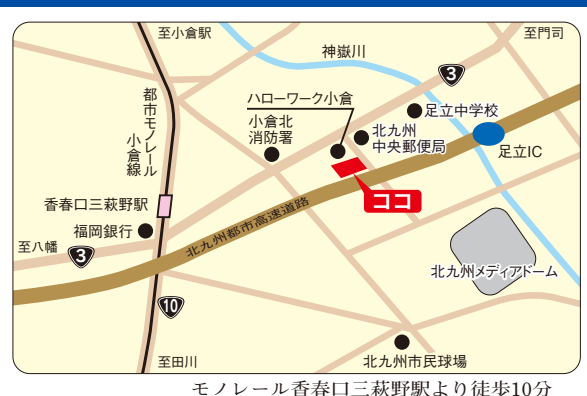 至小倉駅
至門司
神嶽川
3
都市モノレール
小倉線
ハローワーク小倉
足立中学校
小倉北
消防署
北九州
中央郵便局
足立IC
香春口三萩野駅
ココ
福岡銀行
北九州都市高速道路
至八幡
3
北九州メディアドーム
10
至田川
北九州市民球場
モノレール香春口三萩野駅より徒歩10分